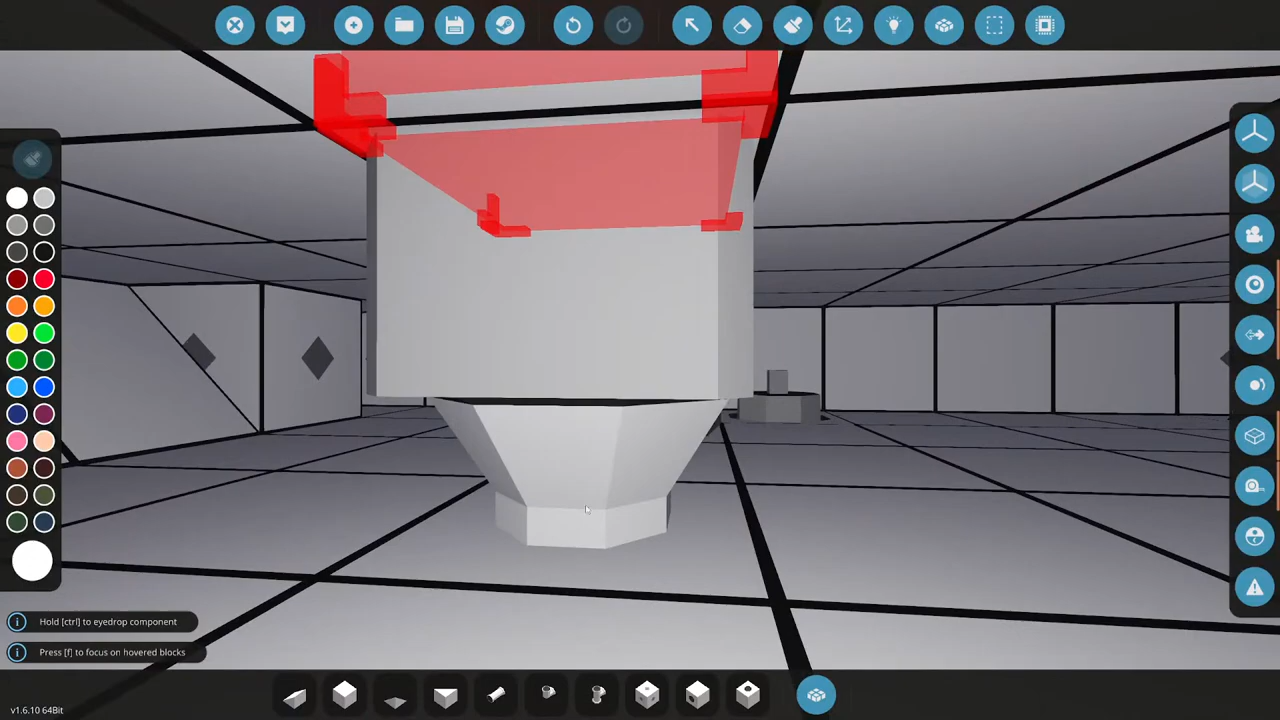 Hold [ctrl] to eyedrop component
Press [f] to focus on hovered blocks
v1.6.10 64Bit